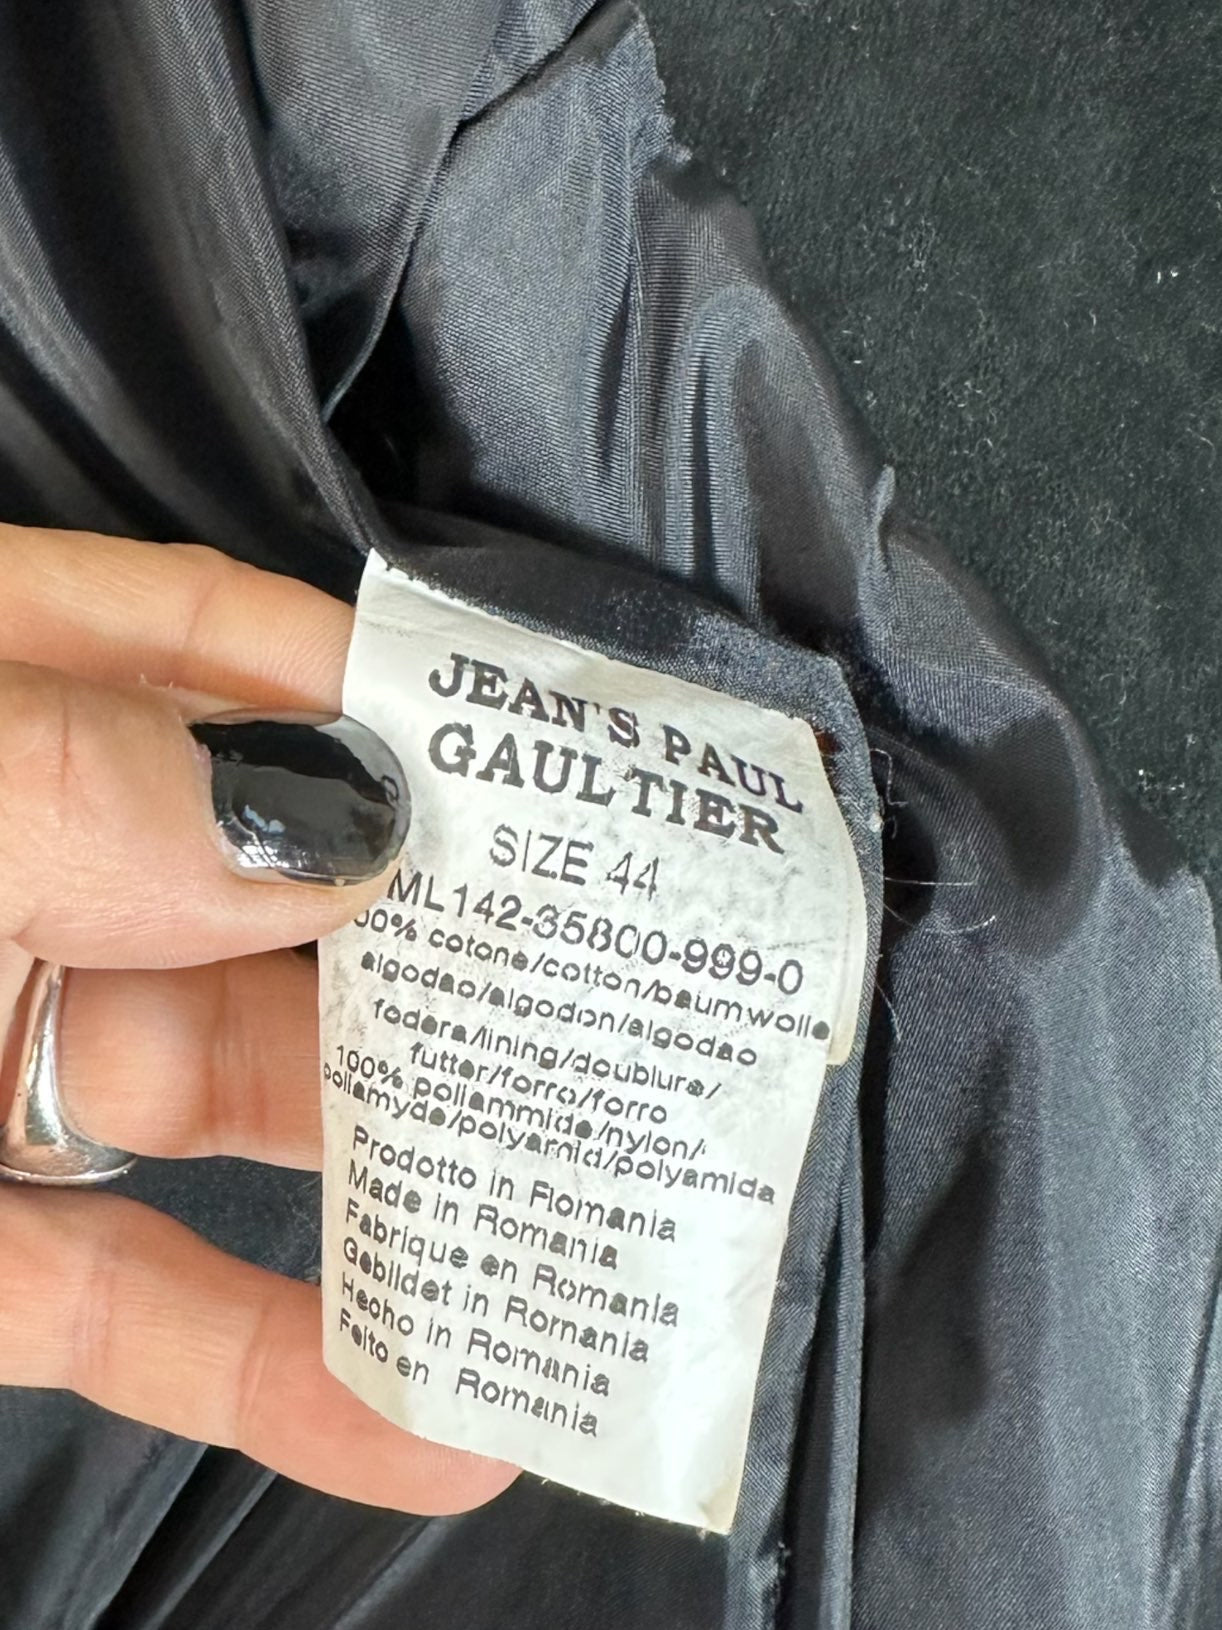 JEAN'S PAUL
GAULTIER
SIZE 44
ML142-35800-999-0
00% cotone/cotton/baumwolle
algodao/algodon/algodao
fodera/lining/doublure/
futter/forro/forro
100% poliammide/nylon/
poliamyde/polyamid/polyamida
Prodotto in Romania
Made in Romania
Fabrique en Romania
Gebildet in Romania
Hecho in Romania
Feito en Romania